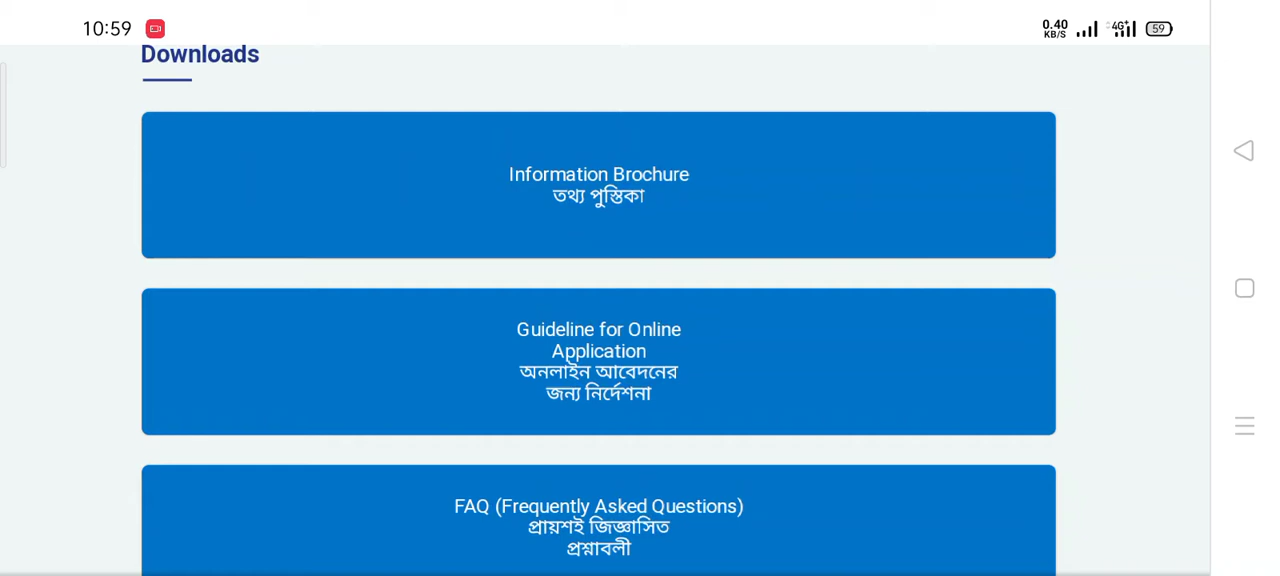 10:59
0.40
KB/S
4G+
59
Downloads
Information Brochure
তথ্য পুস্তিকা
Guideline for Online
Application
অনলাইন আবেদনের
জন্য নির্দেশনা
FAQ (Frequently Asked Questions)
প্রায়শই জিজ্ঞাসিত
প্রশ্নাবলী